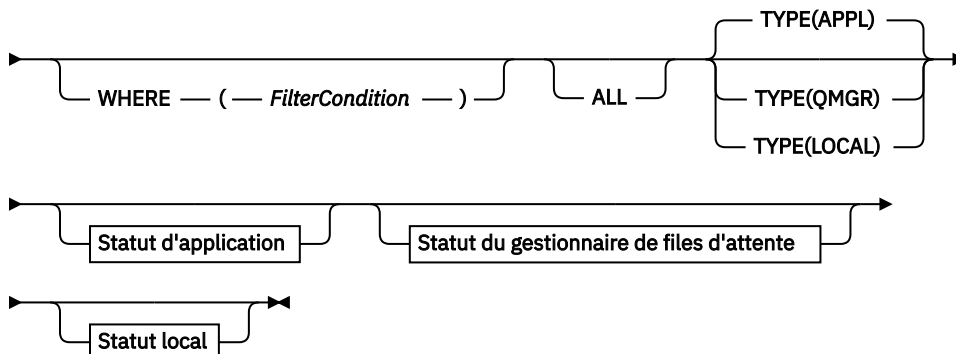 TYPE(APPL)
WHERE ( FilterCondition ) ALL TYPE(QMGR)
TYPE(LOCAL)
Statut d'application Statut du gestionnaire de files d'attente
Statut local